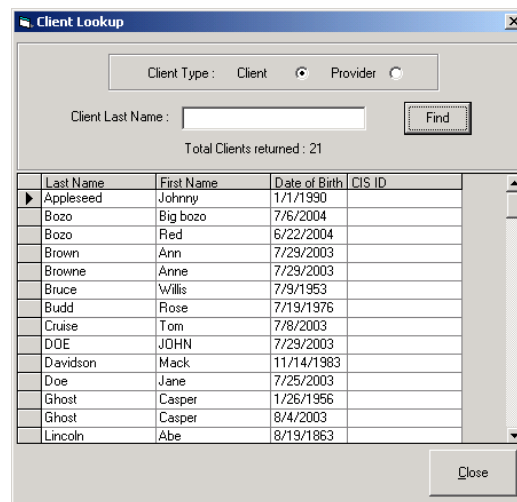 Client Lookup
Client Type : Client Provider
Client Last Name : Find
Total Clients returned : 21
Last Name First Name Date of Birth CIS ID
Appleseed Johnny 1/1/1990
Bozo Big bozo 7/6/2004
Bozo Red 6/22/2004
Brown Ann 7/29/2003
Browne Anne 7/29/2003
Bruce Willis 7/9/1953
Budd Rose 7/19/1976
Cruise Tom 7/8/2003
DOE JOHN 7/29/2003
Davidson Mack 11/14/1983
Doe Jane 7/25/2003
Ghost Casper 1/26/1956
Ghost Casper 8/4/2003
Lincoln Abe 8/19/1863
Close